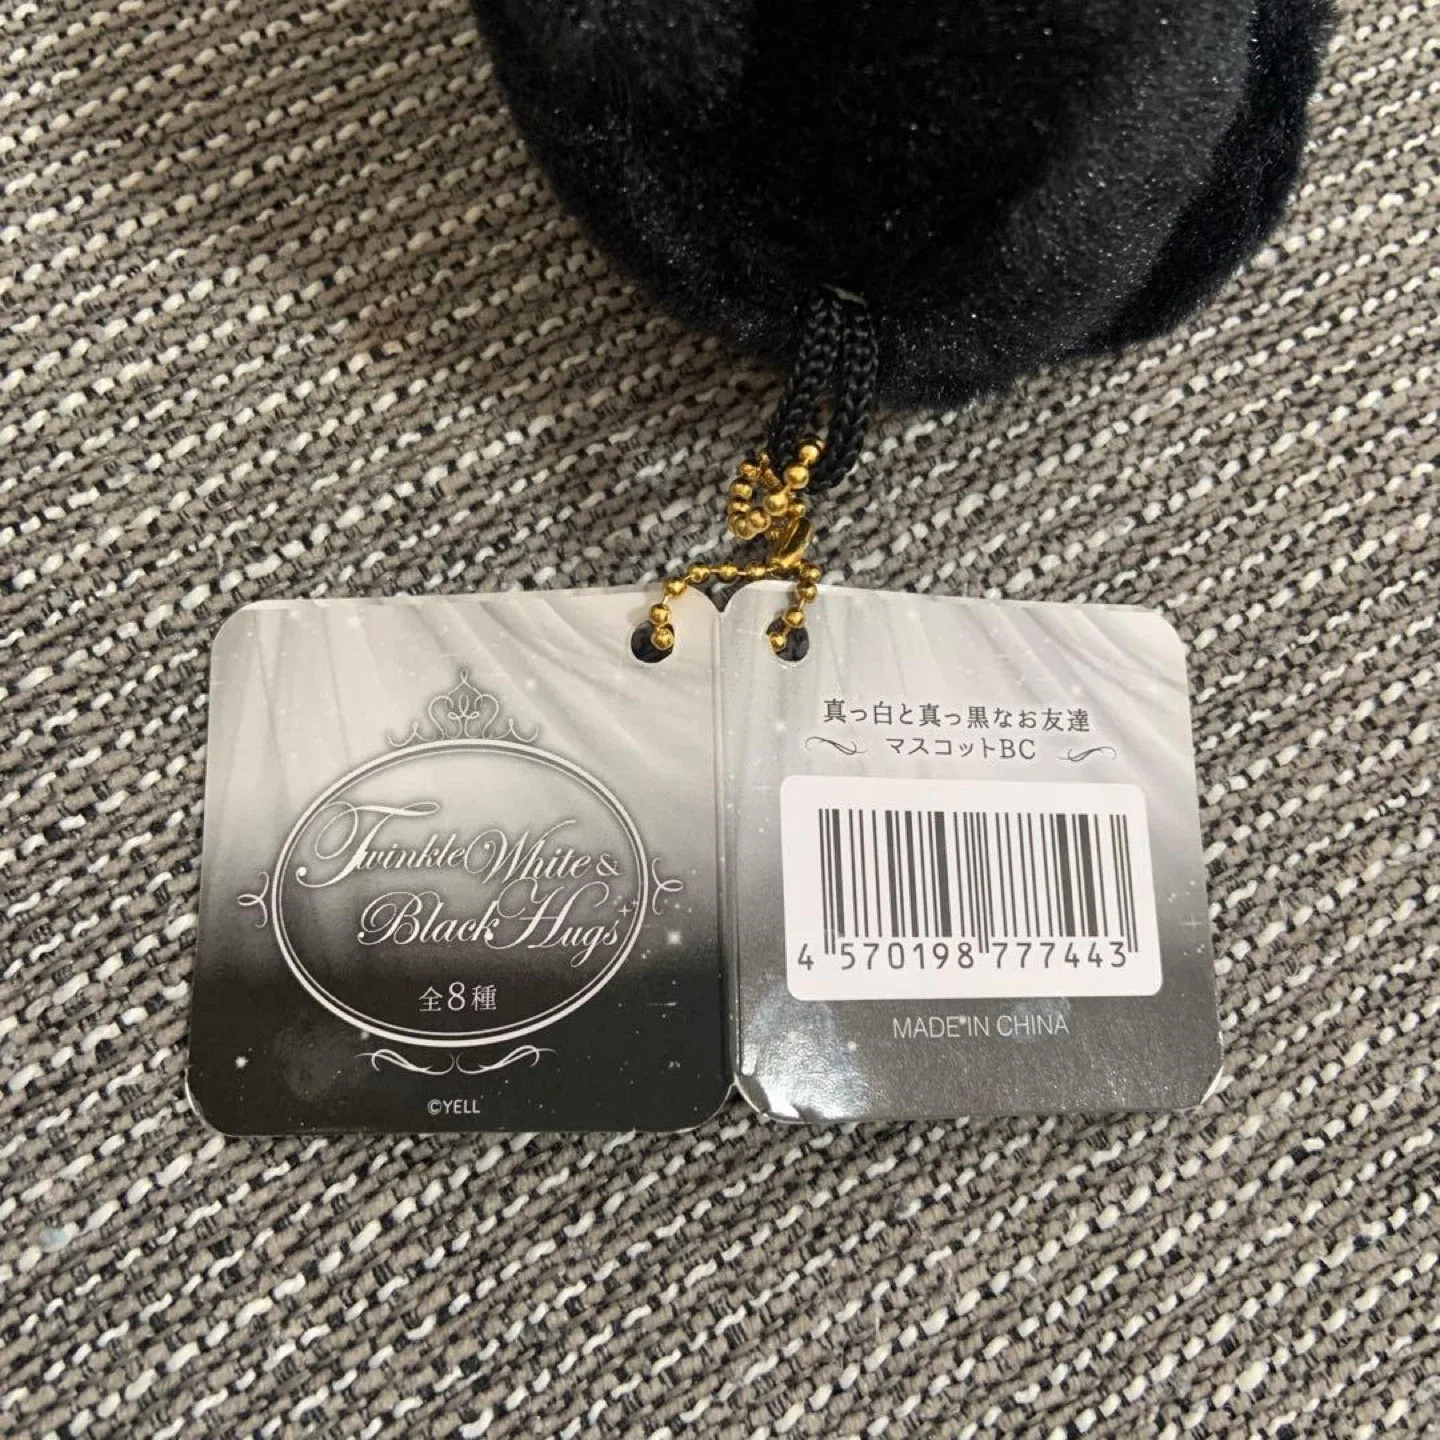 Twinkle White &
Black Hugs
全8種
©YELL
真っ白と真っ黒なお友達
マスコットBC
4 570198 777443
MADE IN CHINA